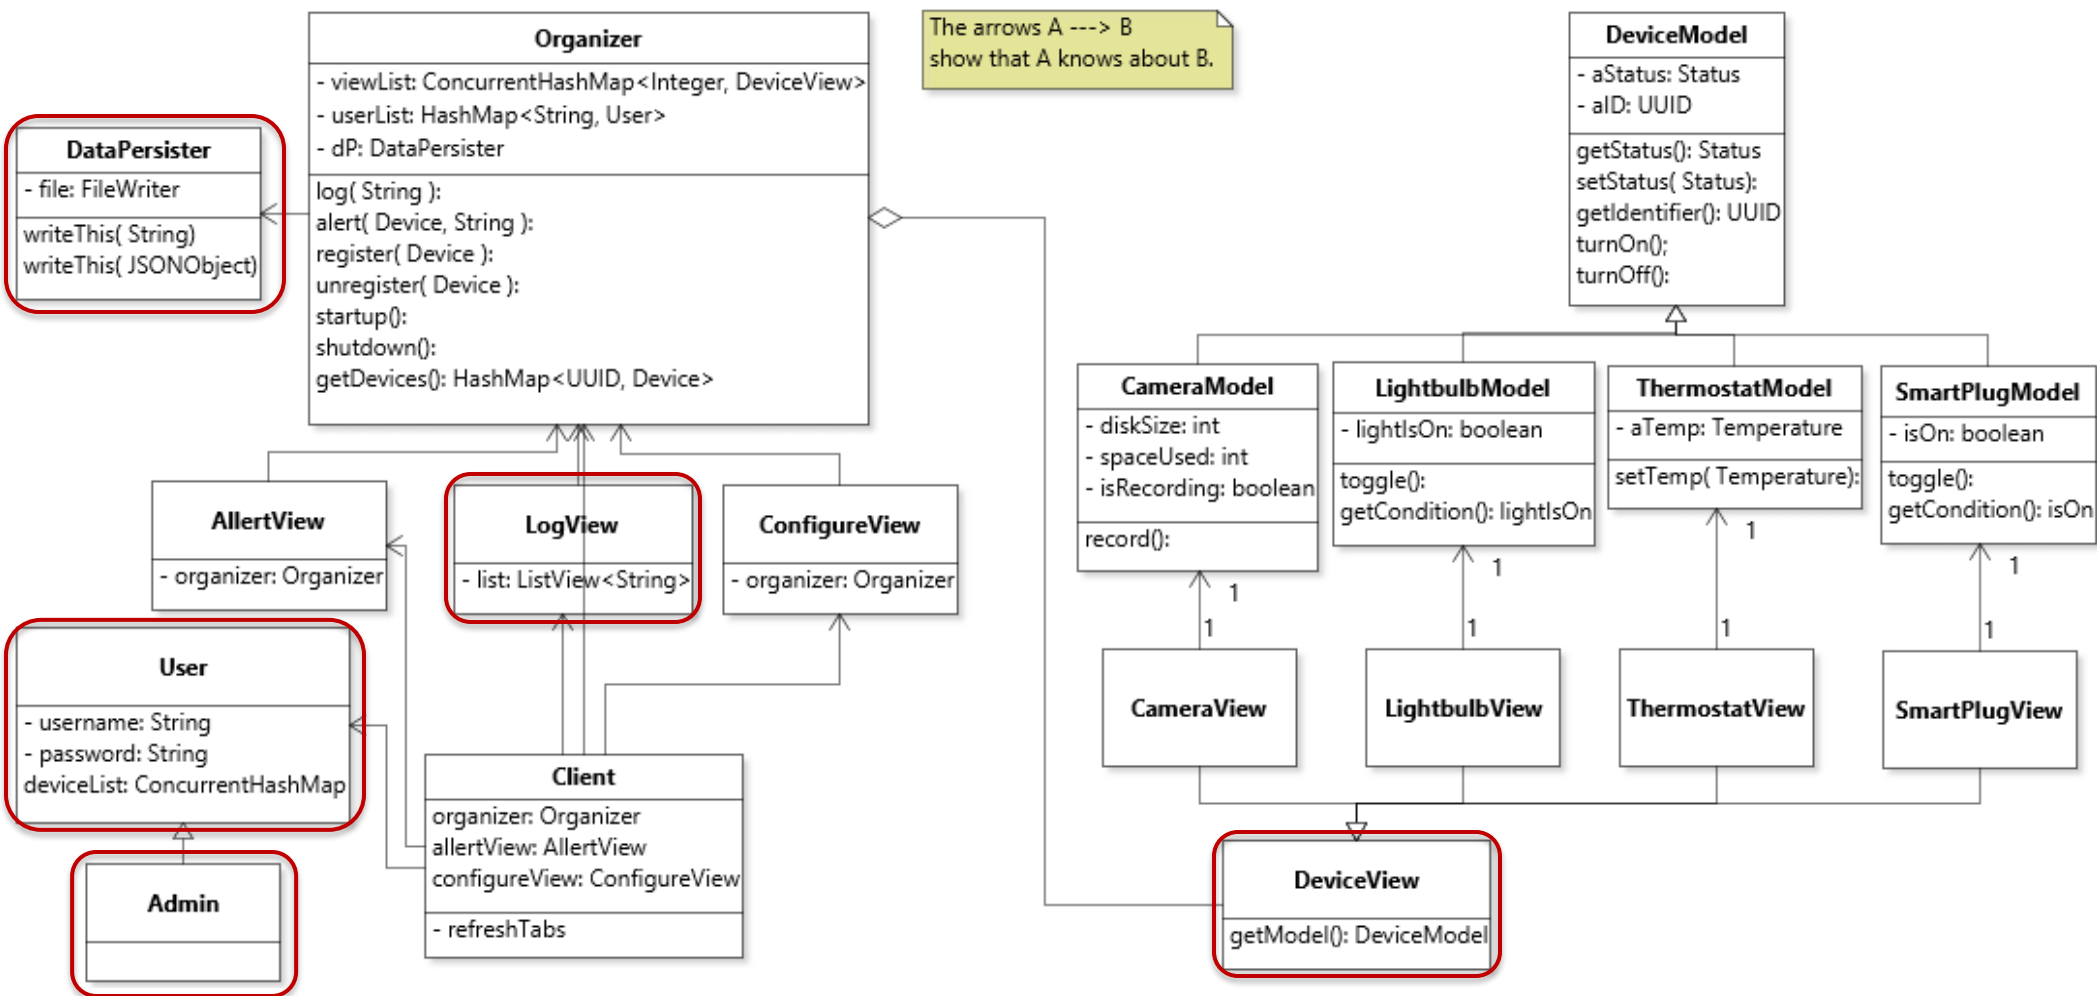 Organizer
- viewList: ConcurrentHashMap<Integer, DeviceView>
- userList: HashMap<String, User>
- dP: DataPersister
log( String ):
alert( Device, String ):
register( Device ):
unregister( Device ):
startup():
shutdown():
getDevices(): HashMap<UUID, Device>
The arrows A ---> B
show that A knows about B.
DeviceModel
- aStatus: Status
- aID: UUID
getStatus(): Status
setStatus( Status):
getIdentifier(): UUID
turnOn();
turnOff():
DataPersister
- file: FileWriter
writeThis( String)
writeThis( JSONObject)
CameraModel
- diskSize: int
- spaceUsed: int
- isRecording: boolean
record():
LightbulbModel
- lightIsOn: boolean
toggle():
getCondition(): lightIsOn
ThermostatModel
- aTemp: Temperature
setTemp( Temperature):
SmartPlugModel
- isOn: boolean
toggle():
getCondition(): isOn
AllertView
- organizer: Organizer
LogView
- list: ListView<String>
ConfigureView
- organizer: Organizer
1
1
1
1
1
1
1
1
User
- username: String
- password: String
deviceList: ConcurrentHashMap
CameraView
LightbulbView
ThermostatView
SmartPlugView
Client
organizer: Organizer
allertView: AllertView
configureView: ConfigureView
- refreshTabs
Admin
DeviceView
getModel(): DeviceModel